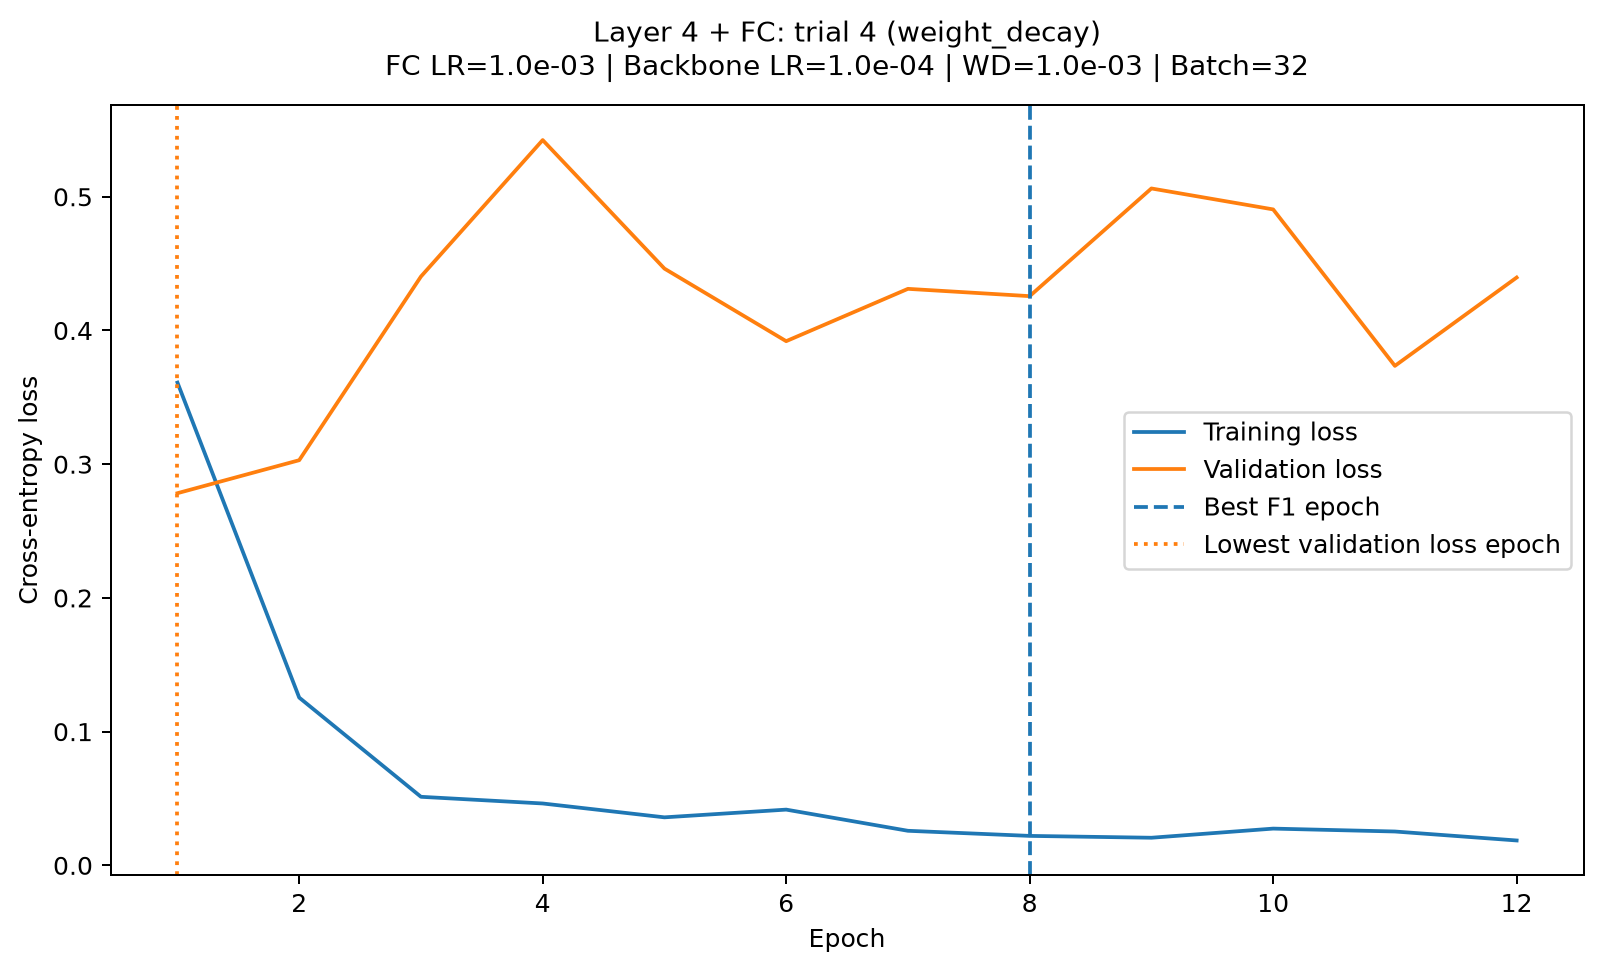 Layer 4 + FC: trial 4 (weight_decay)
FC LR=1.0e-03 | Backbone LR=1.0e-04 | WD=1.0e-03 | Batch=32
Cross-entropy loss
0.5
0.4
0.3
0.2
0.1
0.0
Training loss
Validation loss
Best F1 epoch
Lowest validation loss epoch
2 4 6 8 10 12
Epoch